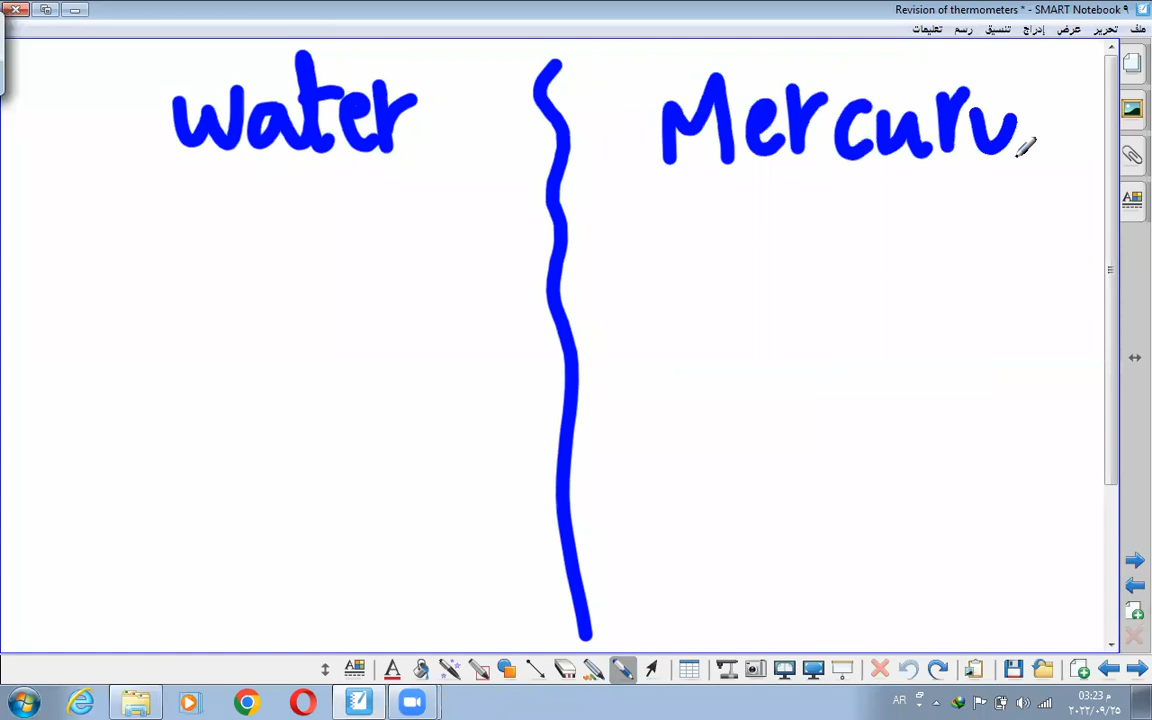 Revision of thermometers * - SMART Notebook ٩
ملف تحرير عرض إدراج تنسيق رسم تعليمات
water Mercury
AR
03:23 م
٢٠٢٢/٠٩/٢٥